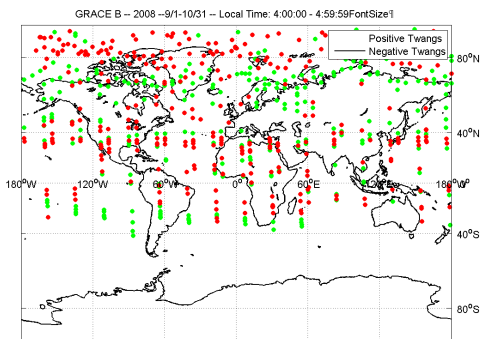 GRACE B -- 2008 --9/1-10/31 -- Local Time: 4:00:00 - 4:59:59FontSize'ĺ
Positive Twangs
Negative Twangs
80°N
40°N
180°W 120°W 60°W 0° 60°E 120°E 180°W
40°S
80°S